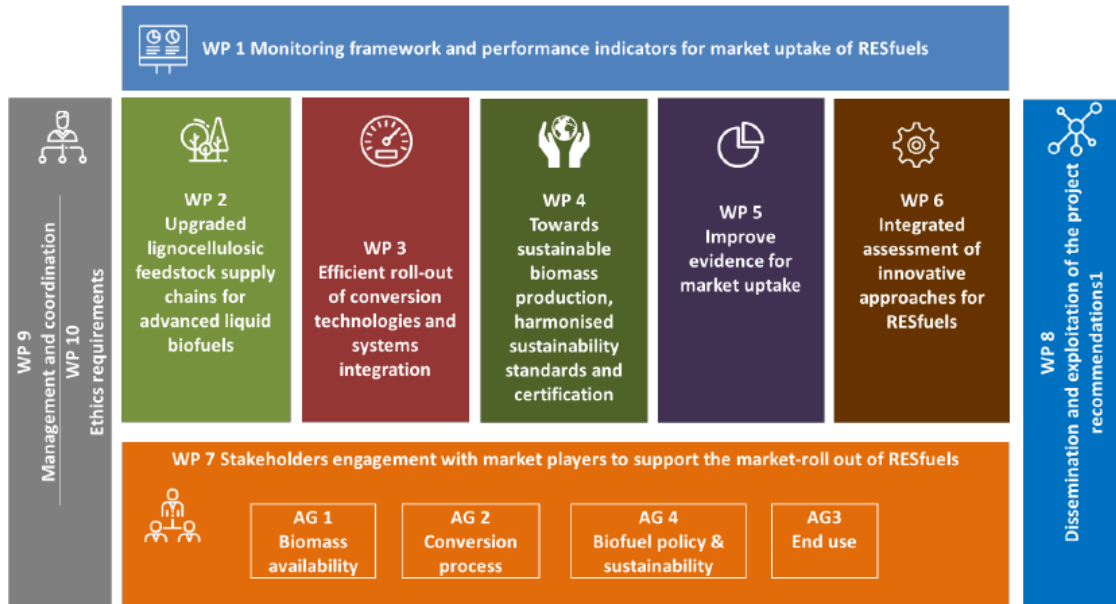 WP 1 Monitoring framework and performance indicators for market uptake of RESfuels
WP 9
Management and coordination
WP 10
Ethics requirements
WP 2
Upgraded
lignocellulosic
feedstock supply
chains for
advanced liquid
biofuels
WP 3
Efficient roll-out
of conversion
technologies and
systems
integration
WP 4
Towards
sustainable
biomass
production,
harmonised
sustainability
standards and
certification
WP 5
Improve
evidence for
market uptake
WP 6
Integrated
assessment of
innovative
approaches for
RESfuels
WP 8
Dissemination and exploitation of the project
recommendations1
WP 7 Stakeholders engagement with market players to support the market-roll out of RESfuels
AG 1
Biomass
availability
AG 2
Conversion
process
AG 4
Biofuel policy &
sustainability
AG3
End use